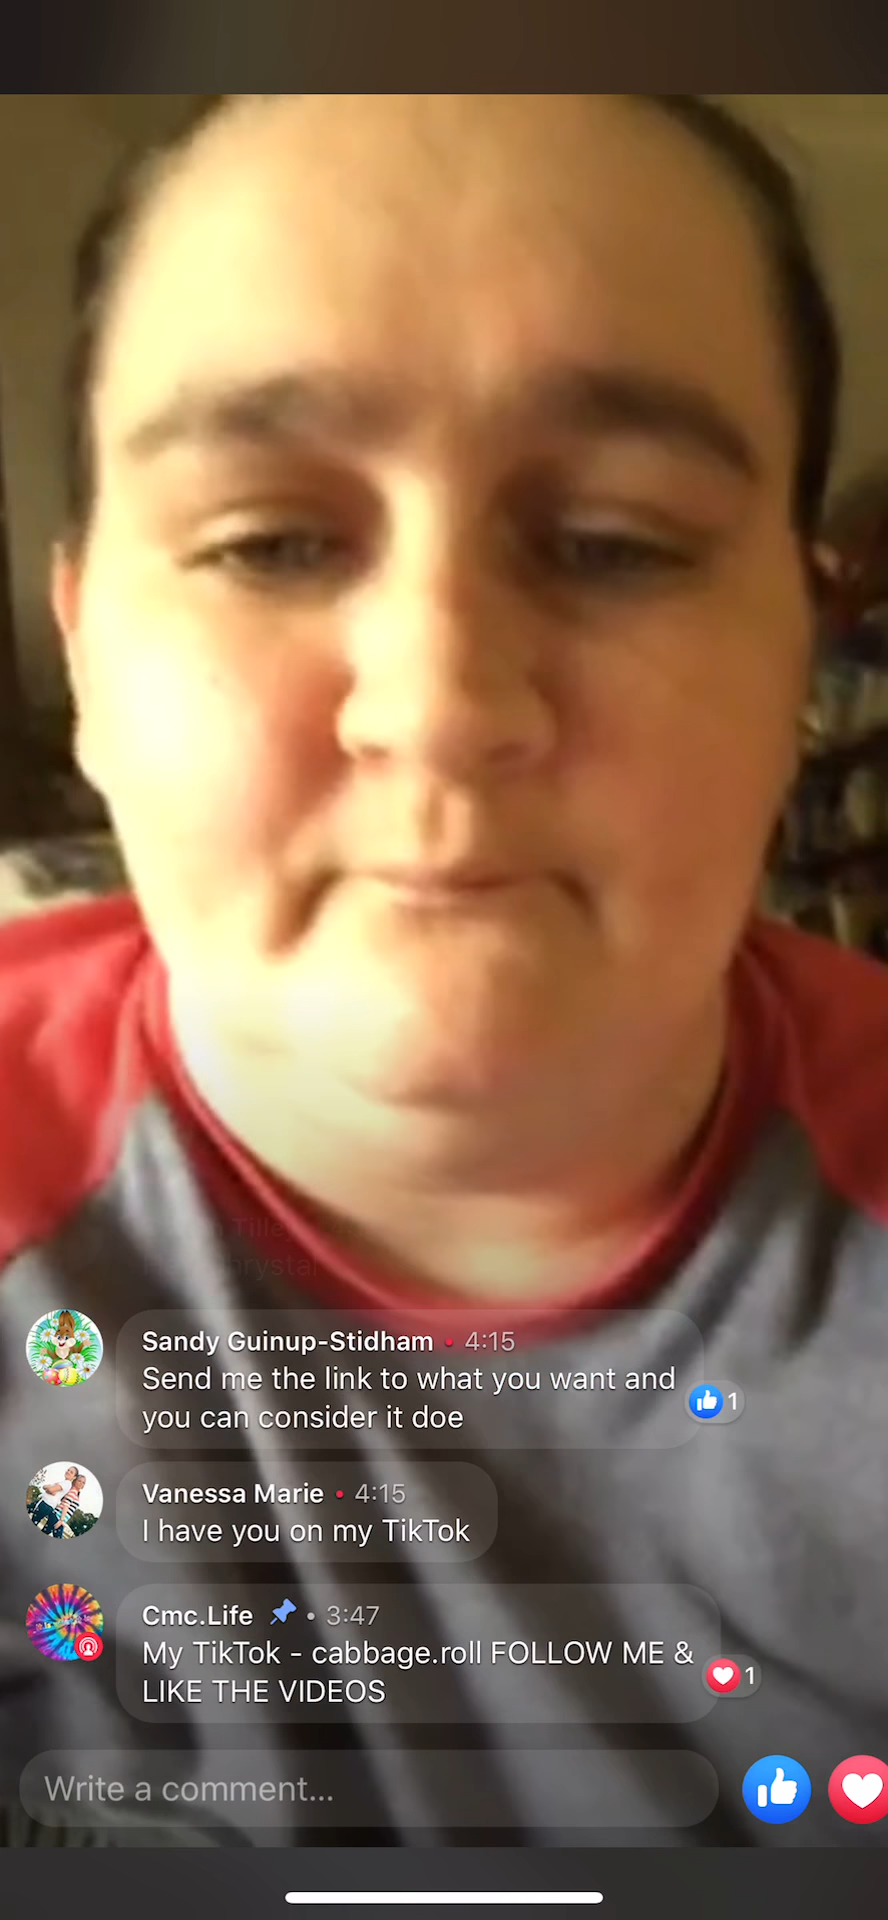 Sandy Guinup-Stidham • 4:15
Send me the link to what you want and
you can consider it doe
1
Vanessa Marie • 4:15
I have you on my TikTok
Cmc.Life • 3:47
My TikTok - cabbage.roll FOLLOW ME &
LIKE THE VIDEOS
1
Write a comment...